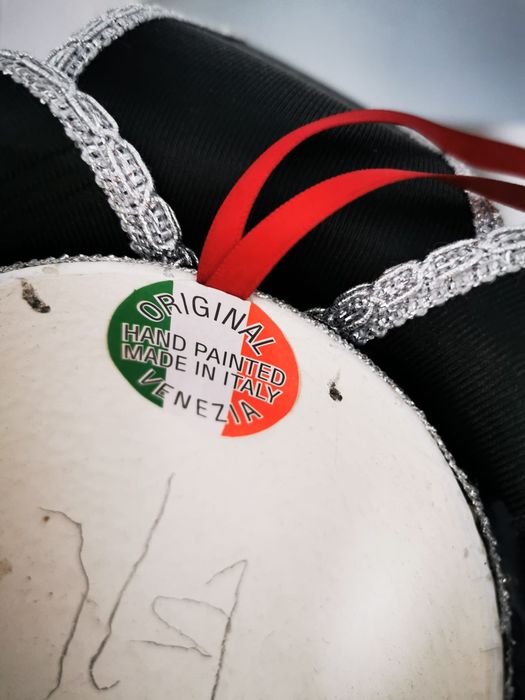 ORIGINAL
HAND PAINTED
MADE IN ITALY
VENEZIA